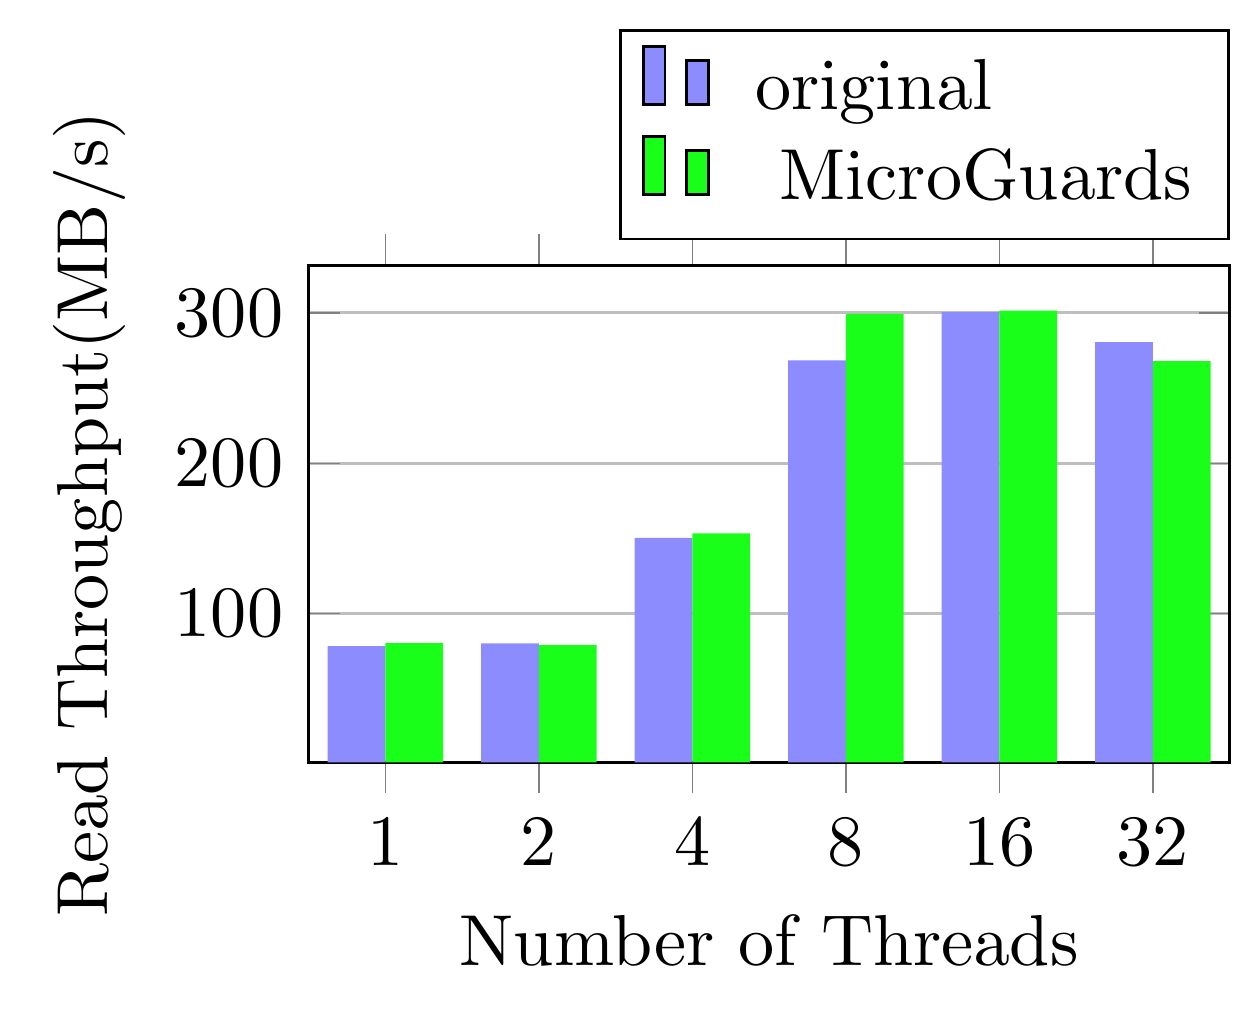 original
MicroGuards
Read Throughput(MB/s)
300
200
100
1 2 4 8 16 32
Number of Threads